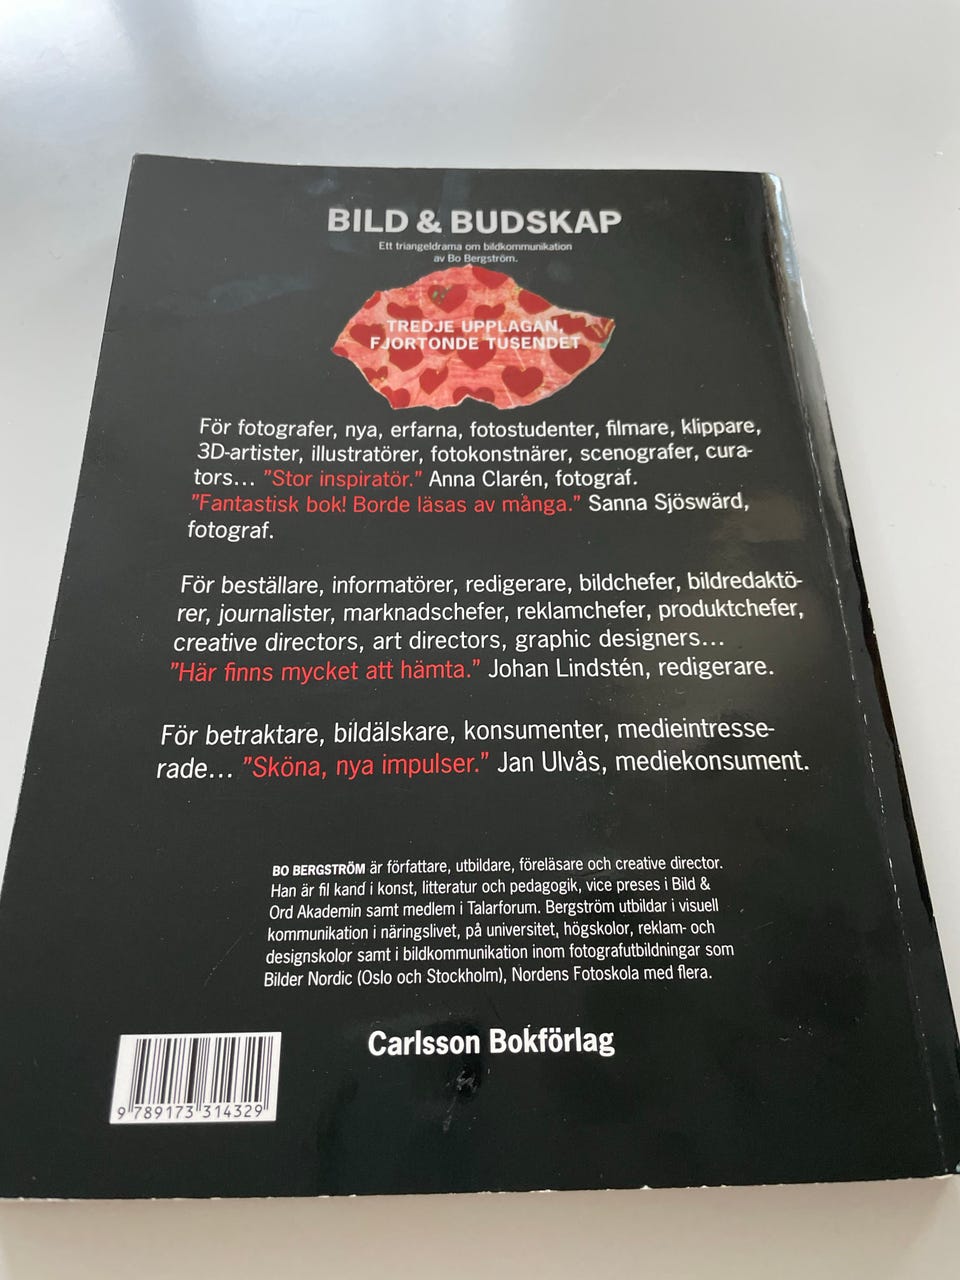 BILD & BUDSKAP
Ett triangeldrama om bildkommunikation
av Bo Bergström.
TREDJE UPPLAGAN,
FJORTONDE TUSENDET
För fotografer, nya, erfarna, fotostudenter, filmare, klippare,
3D-artister, illustratörer, fotokonstnärer, scenografer, cura-
tors... ”Stor inspiratör.” Anna Clarén, fotograf.
”Fantastisk bok! Borde läsas av många.” Sanna Sjöswärd,
fotograf.
För beställare, informatörer, redigerare, bildchefer, bildredaktö-
rer, journalister, marknadschefer, reklamchefer, produktchefer,
creative directors, art directors, graphic designers...
”Här finns mycket att hämta.” Johan Lindstén, redigerare.
För betraktare, bildälskare, konsumenter, medieintresse-
rade... ”Sköna, nya impulser.” Jan Ulvås, mediekonsument.
BO BERGSTRÖM är författare, utbildare, föreläsare och creative director.
Han är fil kand i konst, litteratur och pedagogik, vice preses i Bild &
Ord Akademin samt medlem i Talarforum. Bergström utbildar i visuell
kommunikation i näringslivet, på universitet, högskolor, reklam- och
designskolor samt i bildkommunikation inom fotografutbildningar som
Bilder Nordic (Oslo och Stockholm), Nordens Fotoskola med flera.
Carlsson Bokförlag
9 789173 314329